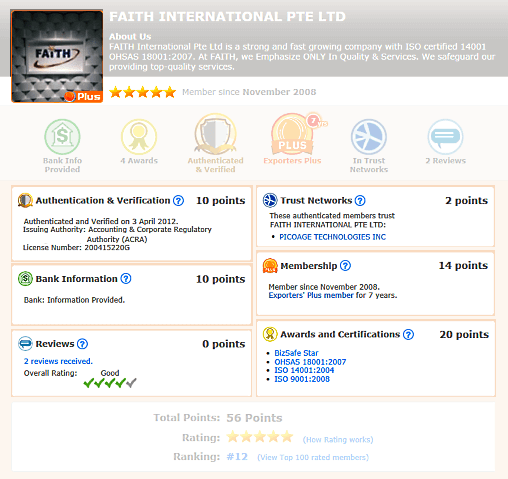 FAITH INTERNATIONAL PTE LTD
About Us
FAITH International Pte Ltd is a strong and fast growing company with ISO certified 14001
OHSAS 18001:2007. At FAITH, we Emphasize ONLY In Quality & Services. We safeguard our
providing top-quality services.
FAITH
Plus
Member since November 2008
PLUS
7
YRS
Bank Info
Provided
4 Awards
Authenticated
& Verified
Exporters Plus
In Trust
Networks
2 Reviews
Authentication & Verification ? 10 points
Authenticated and Verified on 3 April 2012.
Issuing Authority: Accounting & Corporate Regulatory
Authority (ACRA)
License Number: 200415220G
Bank Information ? 10 points
Bank: Information Provided.
Reviews ? 0 points
2 reviews received.
Overall Rating: Good
Trust Networks ? 2 points
These authenticated members trust
FAITH INTERNATIONAL PTE LTD:
• PICOAGE TECHNOLOGIES INC
Membership ? 14 points
Member since November 2008.
Exporters' Plus member for 7 years.
Awards and Certifications ? 20 points
• BizSafe Star
• OHSAS 18001:2007
• ISO 14001:2004
• ISO 9001:2008
Total Points: 56 Points
Rating: (How Rating works)
Ranking: #12 (View Top 100 rated members)